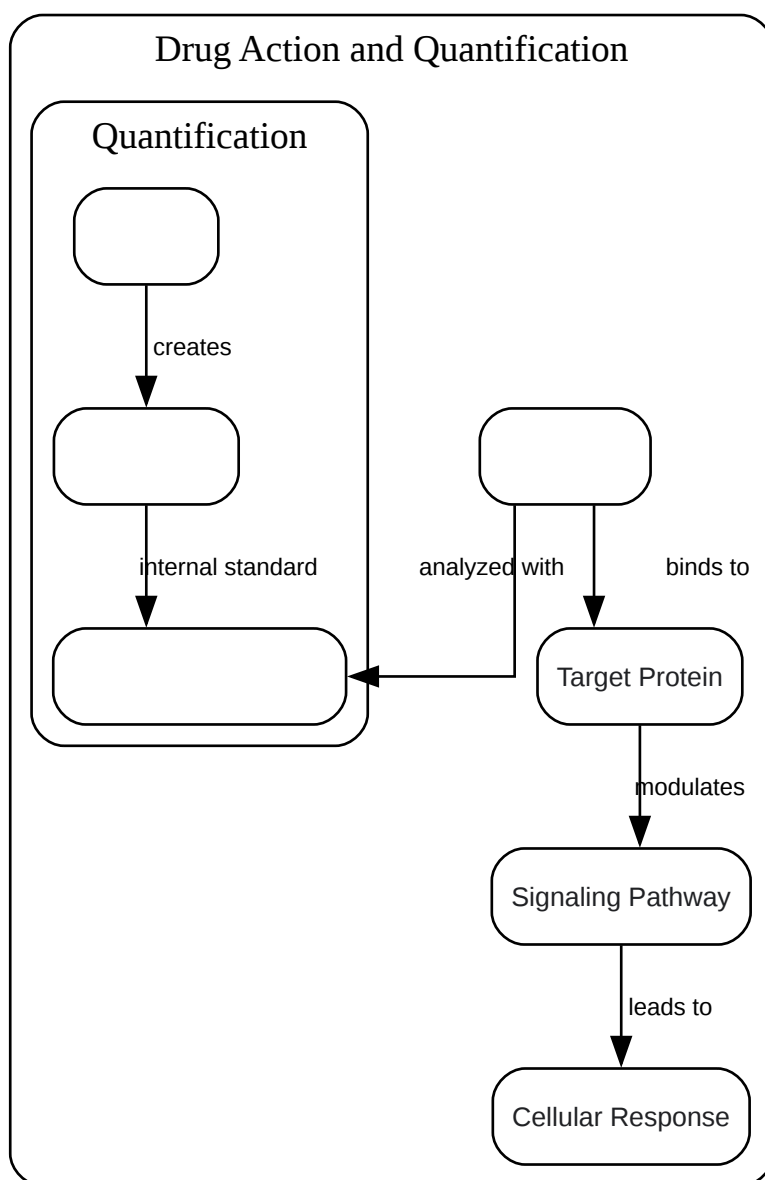 Drug Action and Quantification
Quantification
creates
internal standard
analyzed with
binds to
Target Protein
modulates
Signaling Pathway
leads to
Cellular Response